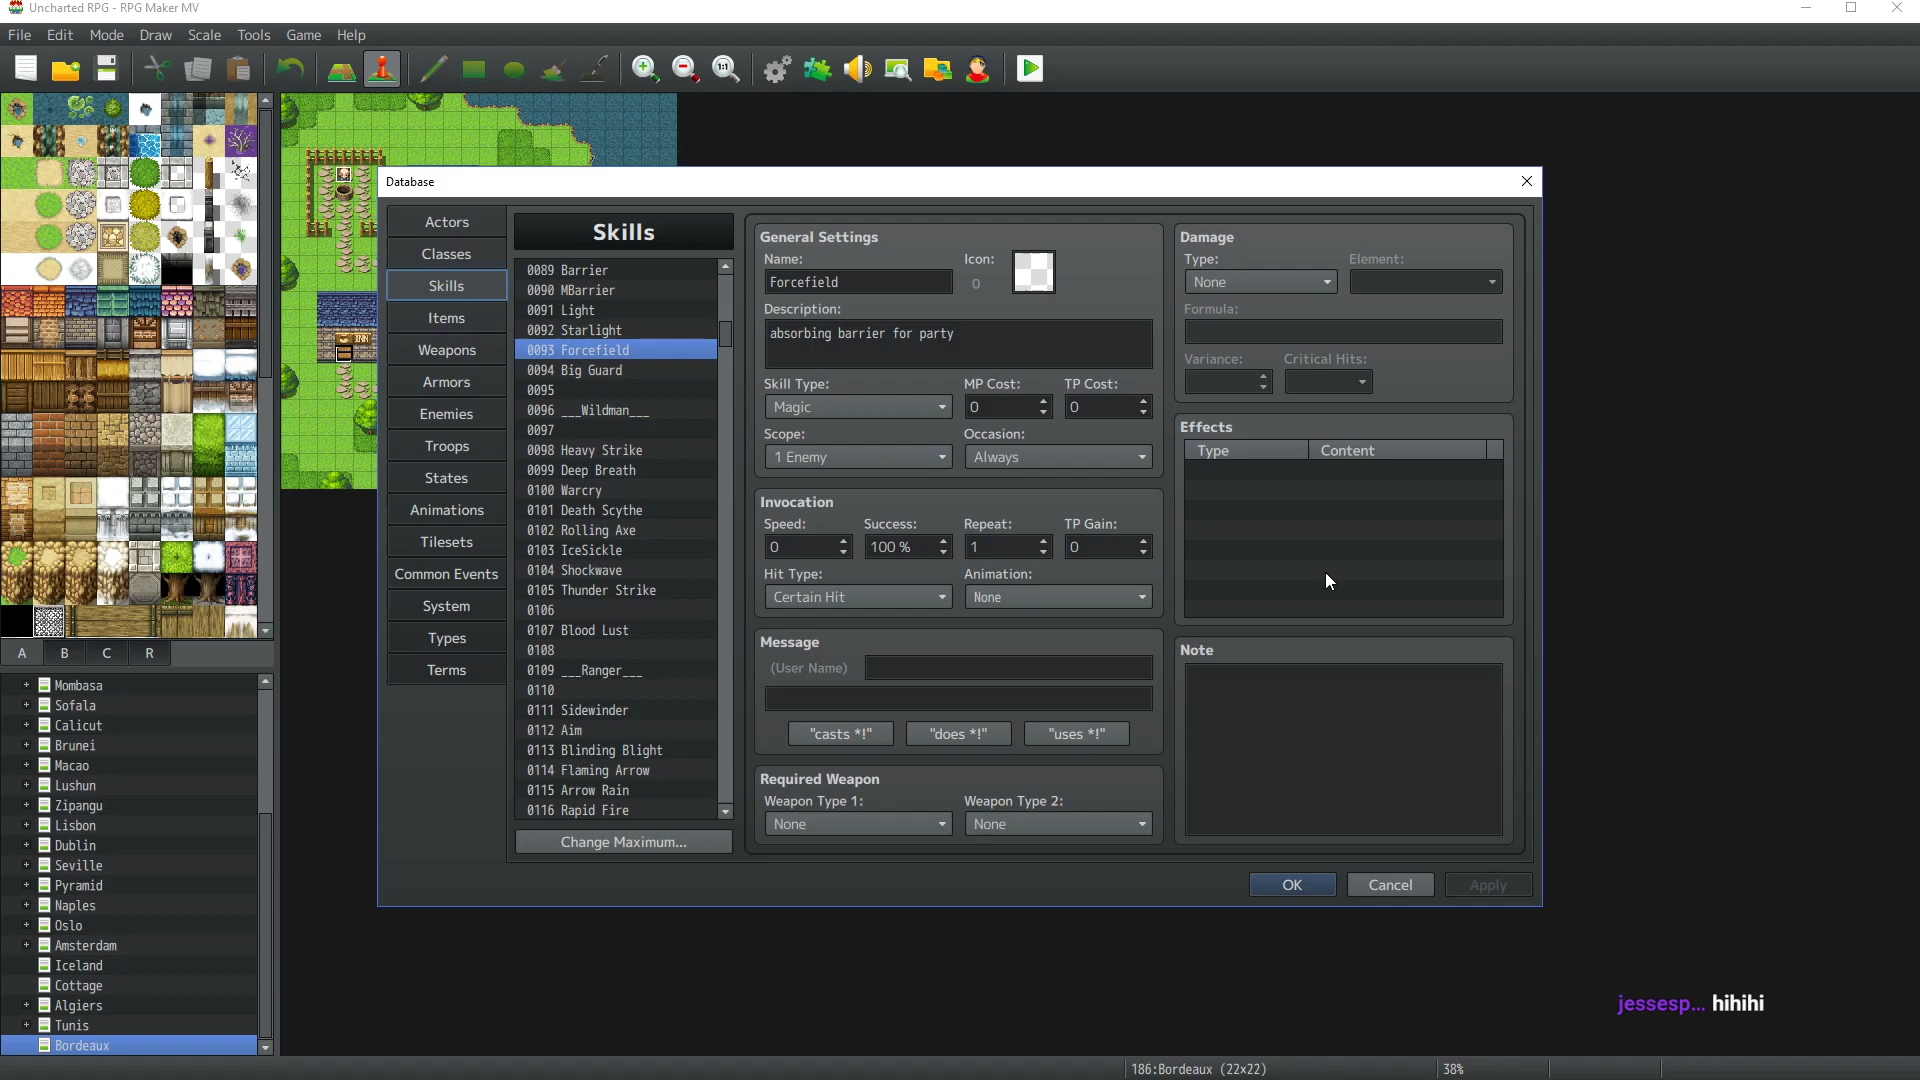 Uncharted RPG - RPG Maker MV
File Edit Mode Draw Scale Tools Game Help
1:1
INN
Database
Actors
Classes
Skills
Items
Weapons
Armors
Enemies
Troops
States
Animations
Tilesets
Common Events
System
Types
Terms
Skills
0089 Barrier
0090 MBarrier
0091 Light
0092 Starlight
0093 Forcefield
0094 Big Guard
0095
0096 ___Wildman___
0097
0098 Heavy Strike
0099 Deep Breath
0100 Warcry
0101 Death Scythe
0102 Rolling Axe
0103 IceSickle
0104 Shockwave
0105 Thunder Strike
0106
0107 Blood Lust
0108
0109 ___Ranger___
0110
0111 Sidewinder
0112 Aim
0113 Blinding Blight
0114 Flaming Arrow
0115 Arrow Rain
0116 Rapid Fire
Change Maximum...
General Settings
Name: Icon:
Forcefield 0
Description:
absorbing barrier for party
Skill Type: MP Cost: TP Cost:
Magic 0 0
Scope: Occasion:
1 Enemy Always
Invocation
Speed: Success: Repeat: TP Gain:
0 100 % 1 0
Hit Type: Animation:
Certain Hit None
Message
(User Name)
"casts *!" "does *!" "uses *!"
Required Weapon
Weapon Type 1: Weapon Type 2:
None None
Damage
Type: Element:
None
Formula:
Variance: Critical Hits:
Effects
Type Content
Note
OK Cancel Apply
A B C R
Mombasa
Sofala
Calicut
Brunei
Macao
Lushun
Zipangu
Lisbon
Dublin
Seville
Pyramid
Naples
Oslo
Amsterdam
Iceland
Cottage
Algiers
Tunis
Bordeaux
jessesp... hihihi
186:Bordeaux (22x22) 38%